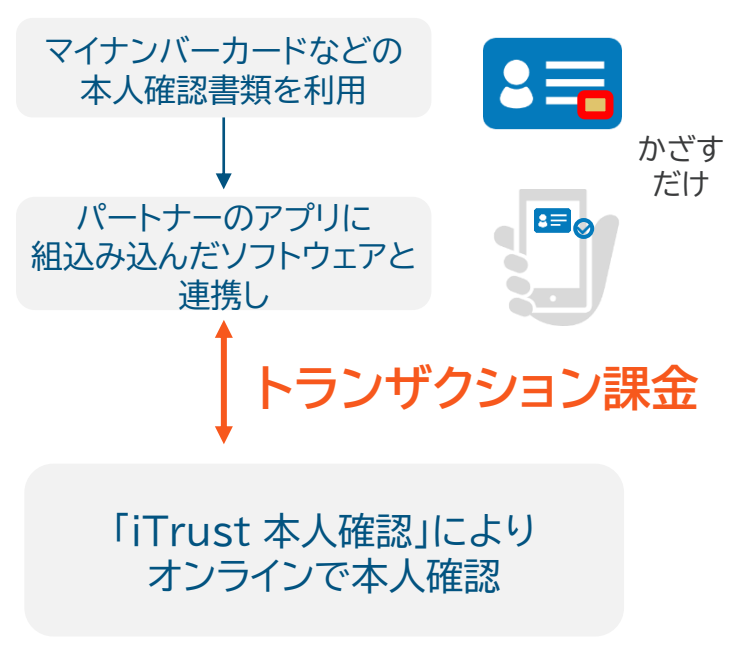 マイナンバーカードなどの
本人確認書類を利用
かざす
だけ
パートナーのアプリに
組込み込んだソフトウェアと
連携し
トランザクション課金
「iTrust 本人確認」により
オンラインで本人確認